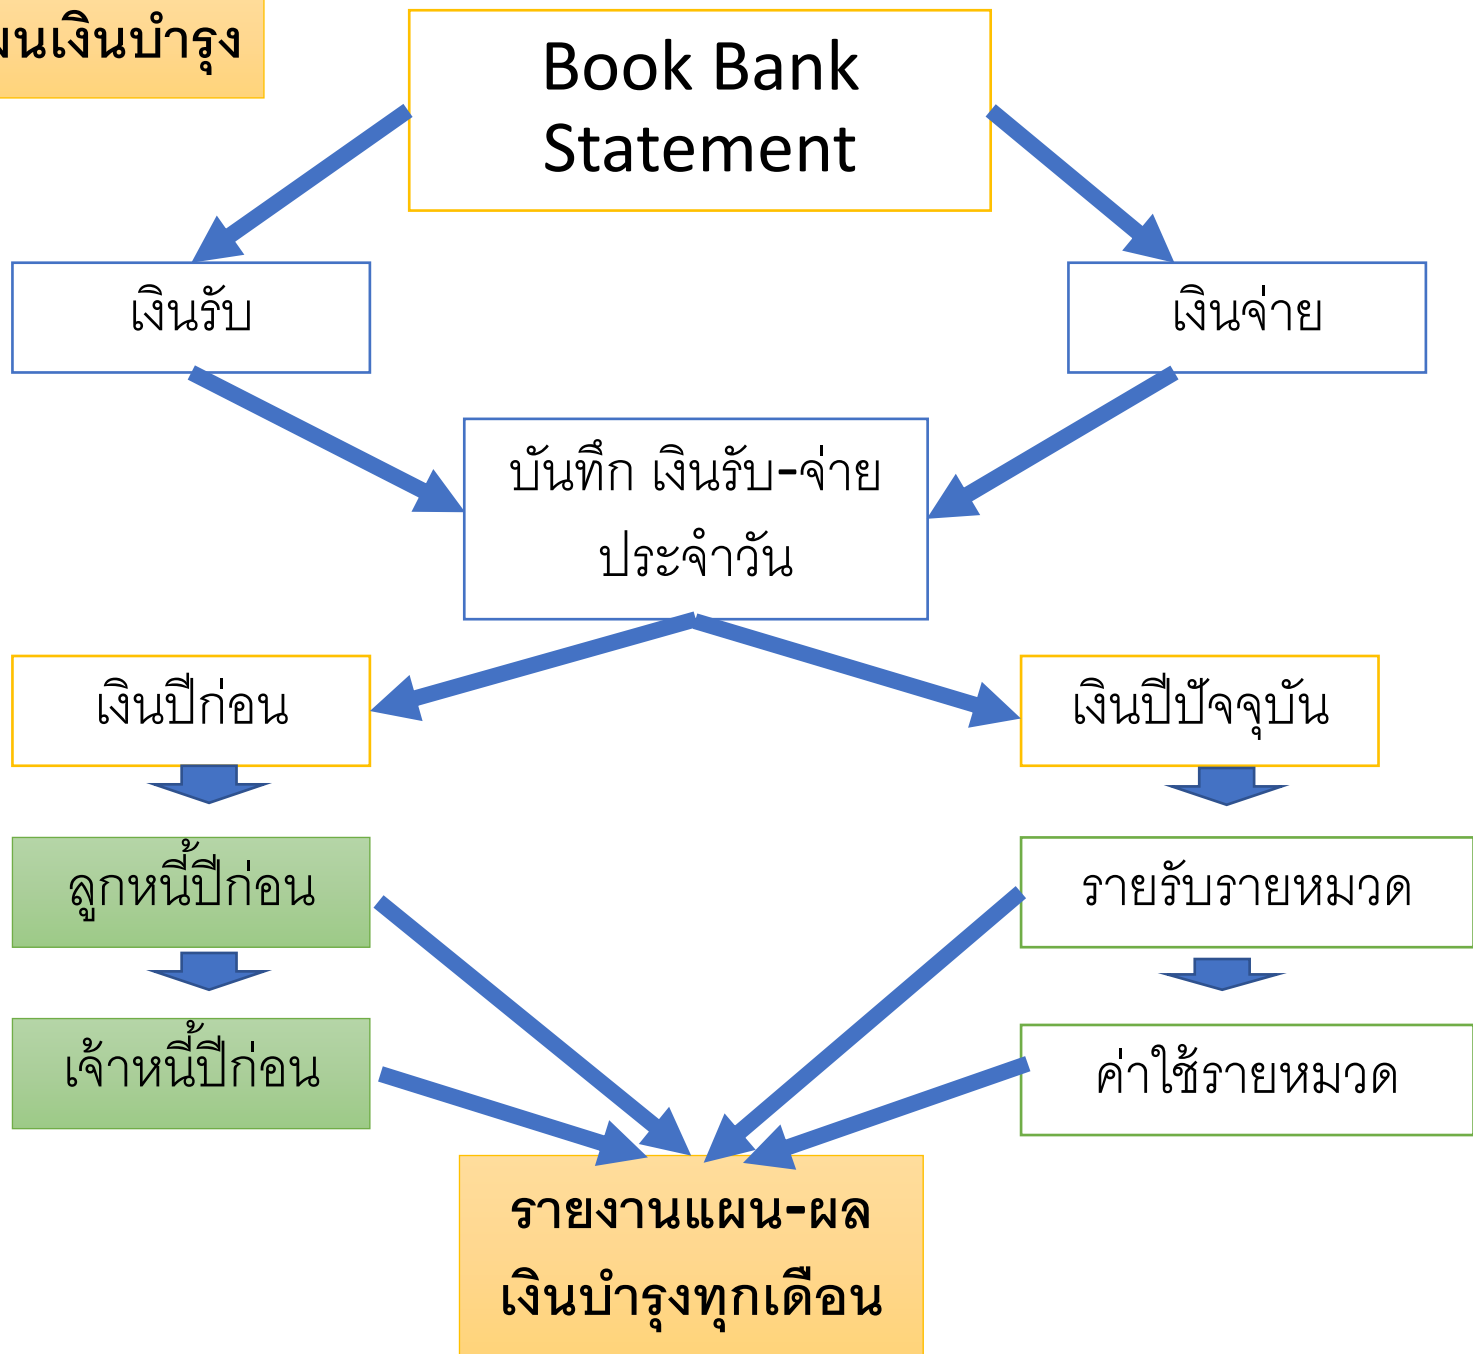 เงินบำรุง
Book Bank
Statement
เงินรับ
เงินจ่าย
บันทึก เงินรับ-จ่าย
ประจำวัน
เงินปีก่อน
เงินปีปัจจุบัน
ลูกหนี้ปีก่อน
รายรับรายหมวด
เจ้าหนี้ปีก่อน
ค่าใช้รายหมวด
รายงานแผน-ผล
เงินบำรุงทุกเดือน